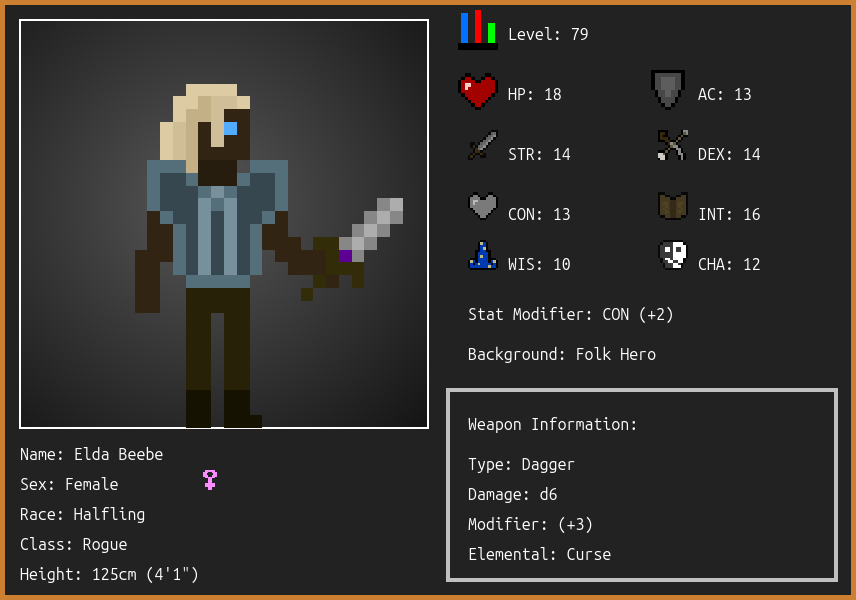 Level: 79
HP: 18
AC: 13
STR: 14
DEX: 14
CON: 13
INT: 16
WIS: 10
CHA: 12
Stat Modifier: CON (+2)
Background: Folk Hero
Weapon Information:
Type: Dagger
Damage: d6
Modifier: (+3)
Elemental: Curse
Name: Elda Beebe
Sex: Female
Race: Halfling
Class: Rogue
Height: 125cm (4'1")